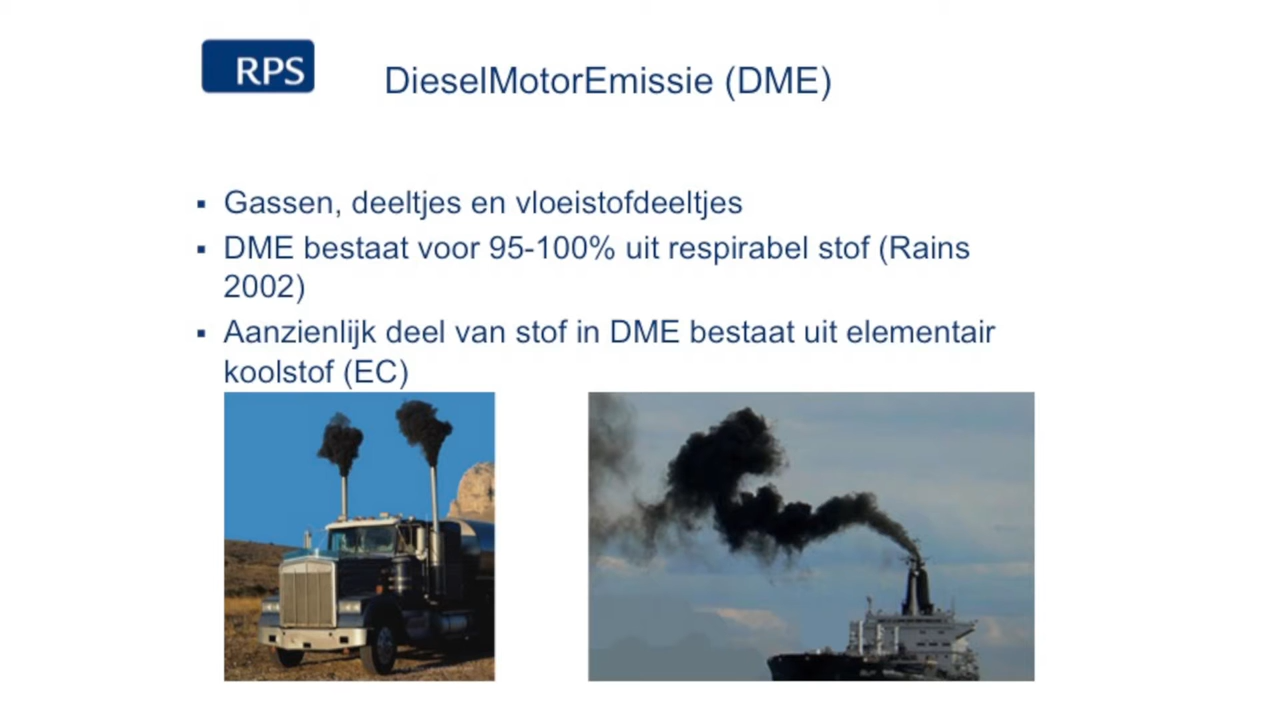 RPS
DieselMotorEmissie (DME)
▪ Gassen, deeltjes en vloeistofdeeltjes
▪ DME bestaat voor 95-100% uit respirabel stof (Rains
2002)
▪ Aanzienlijk deel van stof in DME bestaat uit elementair
koolstof (EC)